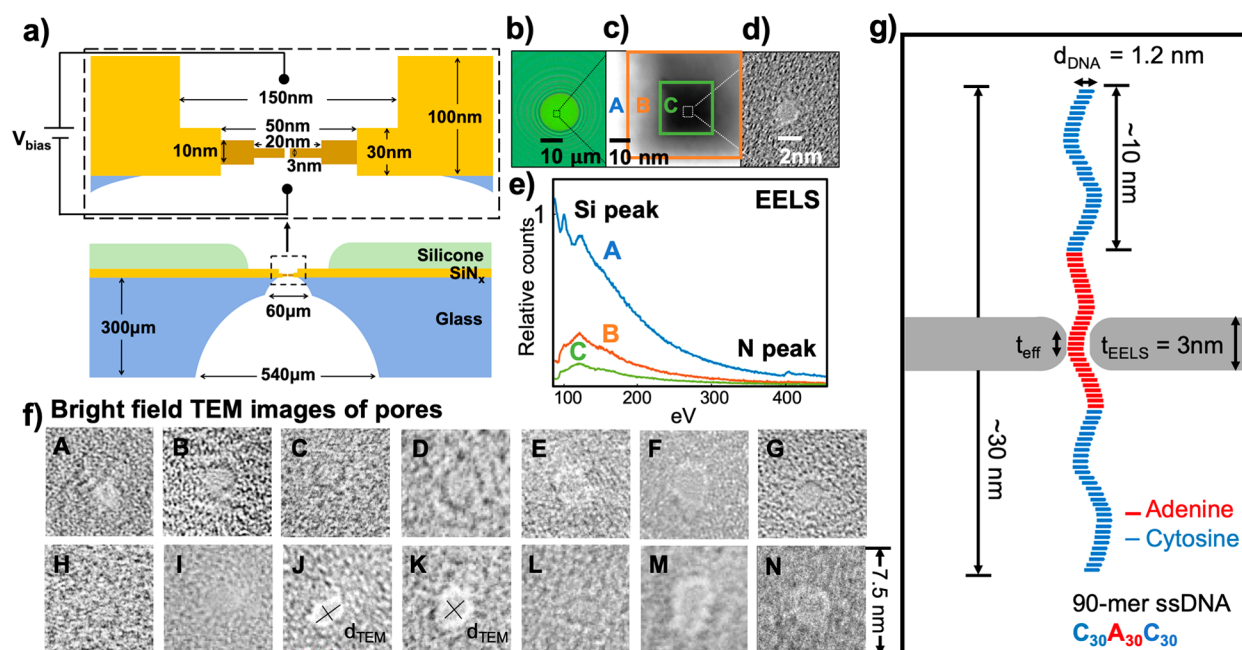 a)
V_bias
150nm
50nm
20nm
10nm
3nm
30nm
100nm
Silicone
SiNₓ
Glass
300μm
60μm
540μm
b)
10 μm
c)
A
B
C
10 nm
d)
2nm
e)
EELS
1
Si peak
A
B
C
N peak
Relative counts
100
200
300
400
eV
f) Bright field TEM images of pores
A
B
C
D
E
F
G
H
I
J
d_TEM
K
d_TEM
L
M
N
7.5 nm
g)
d_DNA = 1.2 nm
~10 nm
t_eff
t_EELS = 3nm
~30 nm
Adenine
Cytosine
90-mer ssDNA
C₃₀A₃₀C₃₀